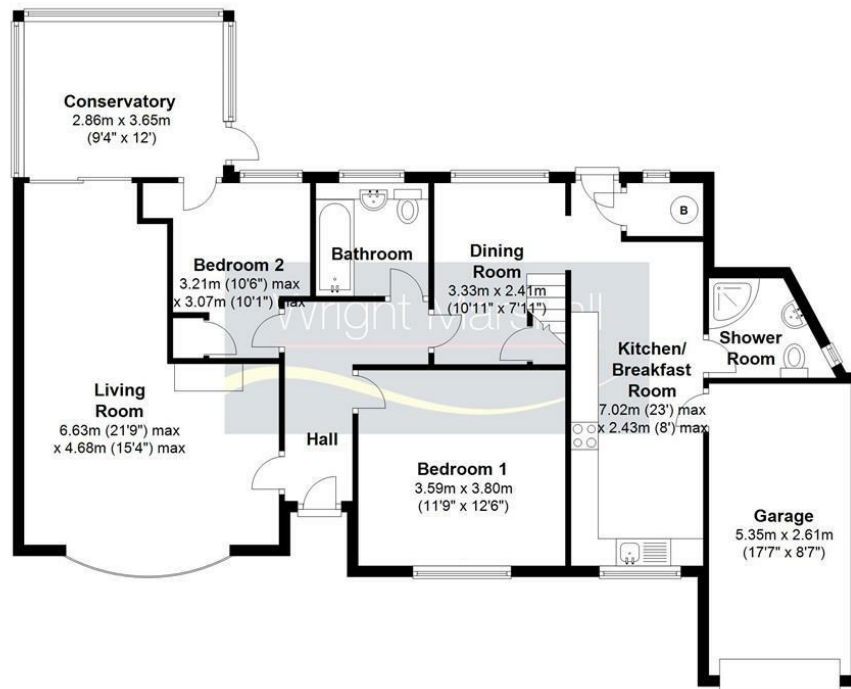 Conservatory
2.86m x 3.65m
(9'4" x 12')
Bedroom 2
3.21m (10'6") max
x 3.07m (10'1") max
Bathroom
Dining
Room
3.33m x 2.41m
(10'11" x 7'11")
B
Wright Marshall
Shower
Room
Kitchen/
Breakfast
Room
7.02m (23') max
x 2.43m (8') max
Living
Room
6.63m (21'9") max
x 4.68m (15'4") max
Hall
Bedroom 1
3.59m x 3.80m
(11'9" x 12'6")
Garage
5.35m x 2.61m
(17'7" x 8'7")